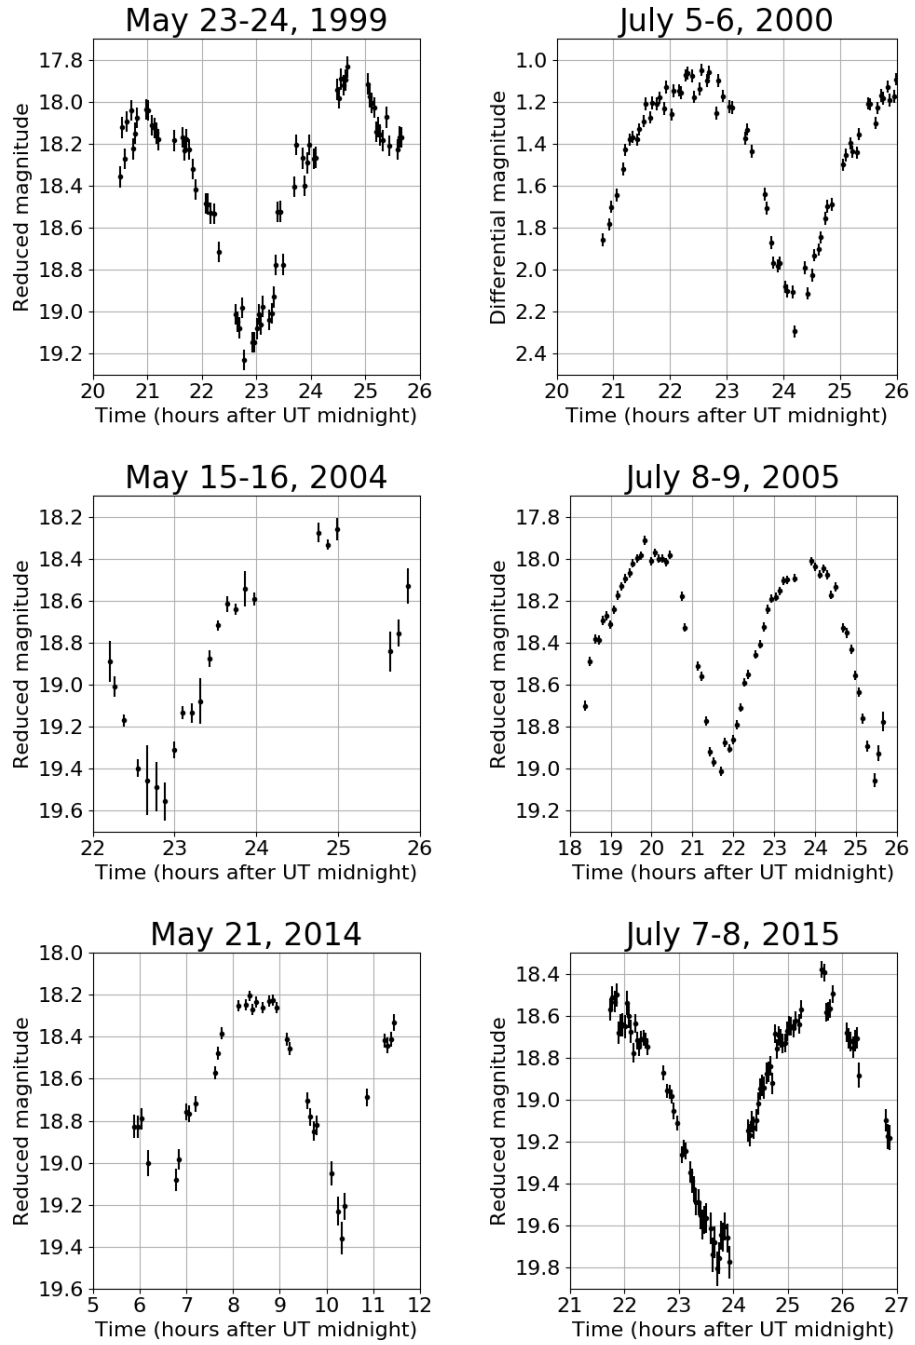 May 23-24, 1999
17.8
18.0
18.2
18.4
18.6
18.8
19.0
19.2
Reduced magnitude
20 21 22 23 24 25 26
Time (hours after UT midnight)
July 5-6, 2000
1.0
1.2
1.4
1.6
1.8
2.0
2.2
2.4
Differential magnitude
20 21 22 23 24 25 26
Time (hours after UT midnight)
May 15-16, 2004
18.2
18.4
18.6
18.8
19.0
19.2
19.4
19.6
Reduced magnitude
22 23 24 25 26
Time (hours after UT midnight)
July 8-9, 2005
17.8
18.0
18.2
18.4
18.6
18.8
19.0
19.2
Reduced magnitude
18 19 20 21 22 23 24 25 26
Time (hours after UT midnight)
May 21, 2014
18.0
18.2
18.4
18.6
18.8
19.0
19.2
19.4
19.6
Reduced magnitude
5 6 7 8 9 10 11 12
Time (hours after UT midnight)
July 7-8, 2015
18.4
18.6
18.8
19.0
19.2
19.4
19.6
19.8
Reduced magnitude
21 22 23 24 25 26 27
Time (hours after UT midnight)